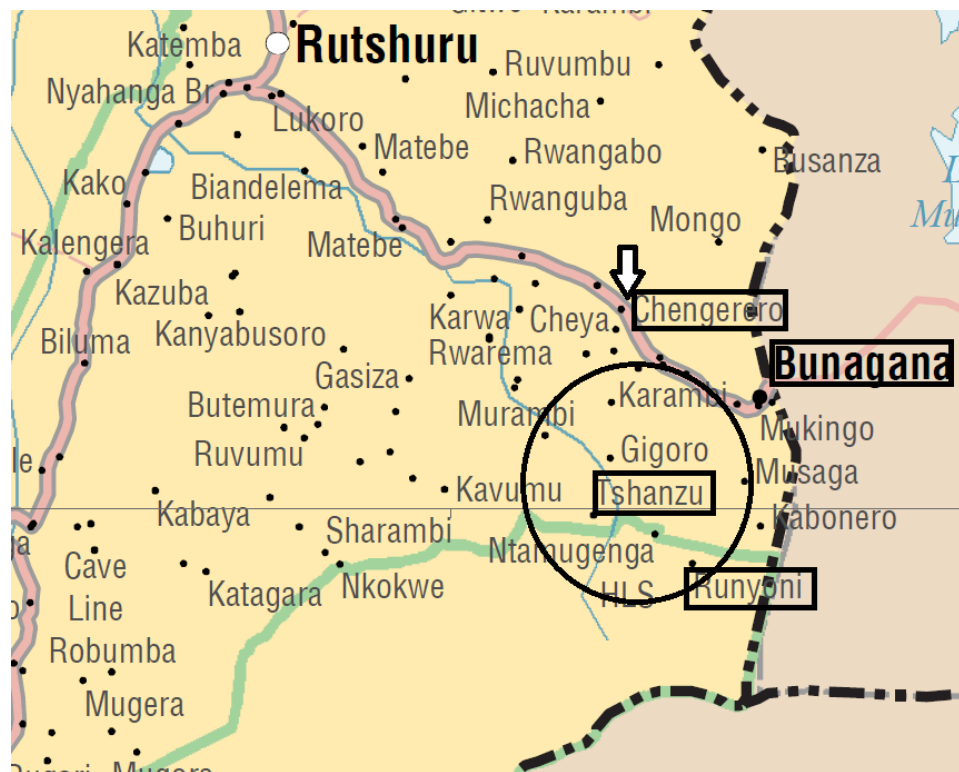 Karambi
Katemba
Rutshuru
Ruvumbu
Nyahanga Br
Michacha
Lukoro
Matebe
Rwangabo
Busanza
Kako
Biandelema
Rwanguba
Mongo
Buhuri
Kalengera
Matebe
Kazuba
Chengerero
Kanyabusoro
Karwa
Cheya
Biluma
Rwarema
Bunagana
Gasiza
Butemura
Murambi
Karambi
Mukingo
Ruvumu
Gigoro
Musaga
Kavumu
Tshanzu
Kabaya
Kabonero
Sharambi
Ntamugenga
Cave
Line
Katagara
Nkokwe
HLS
Runyoni
Robumba
Mugera
Mugera